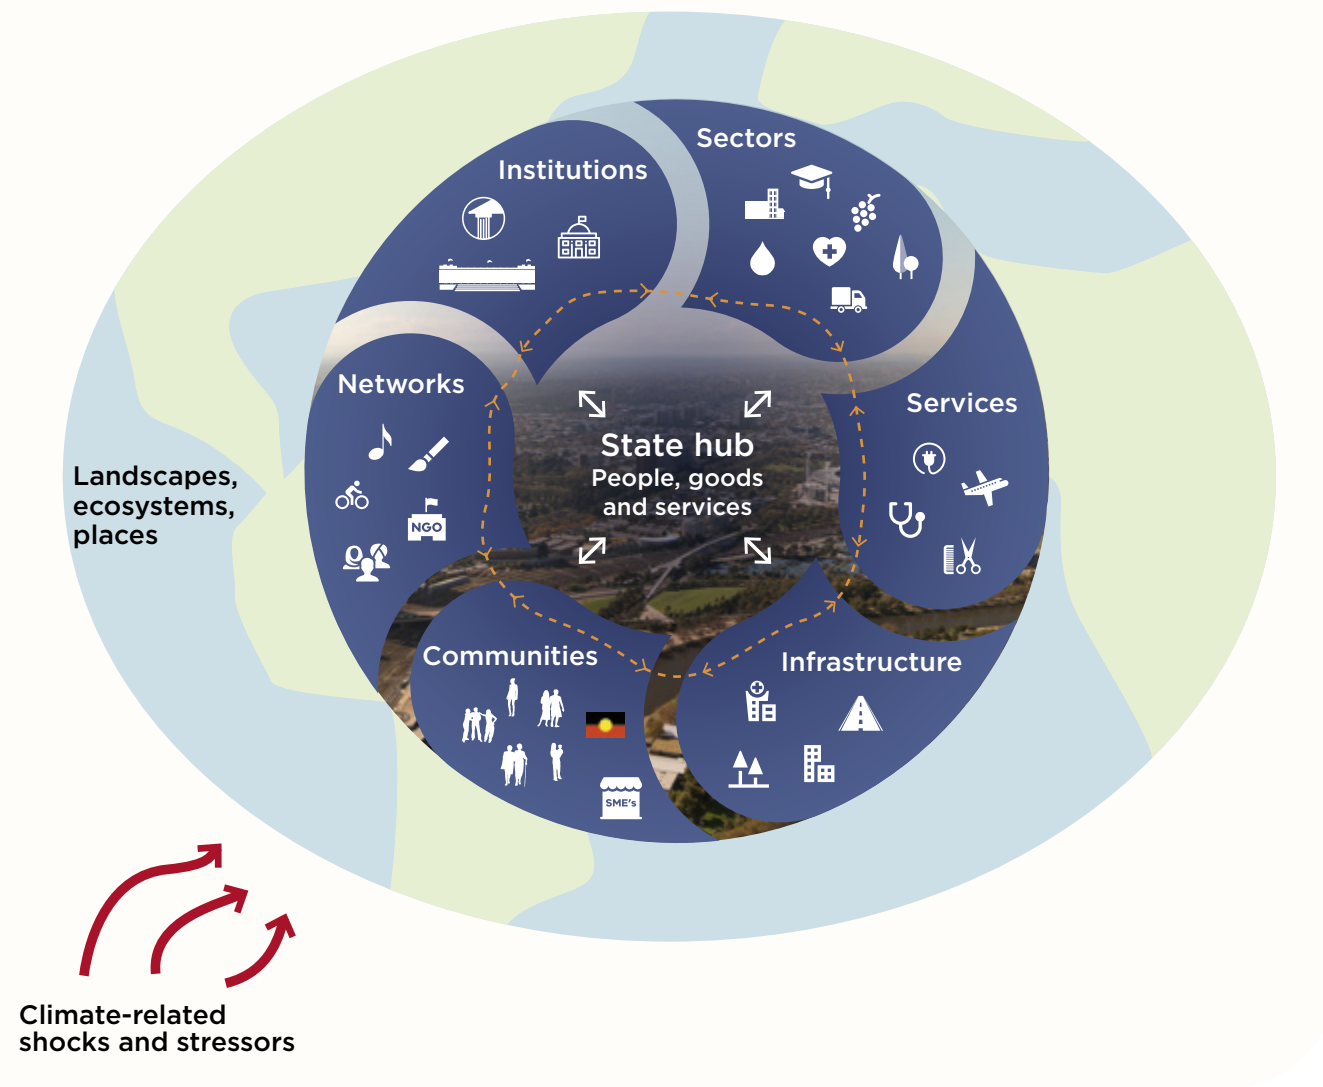 Sectors
Institutions
Networks
Services
NGO
State hub
People, goods
and services
Landscapes,
ecosystems,
places
Communities
Infrastructure
SME's
Climate-related
shocks and stressors